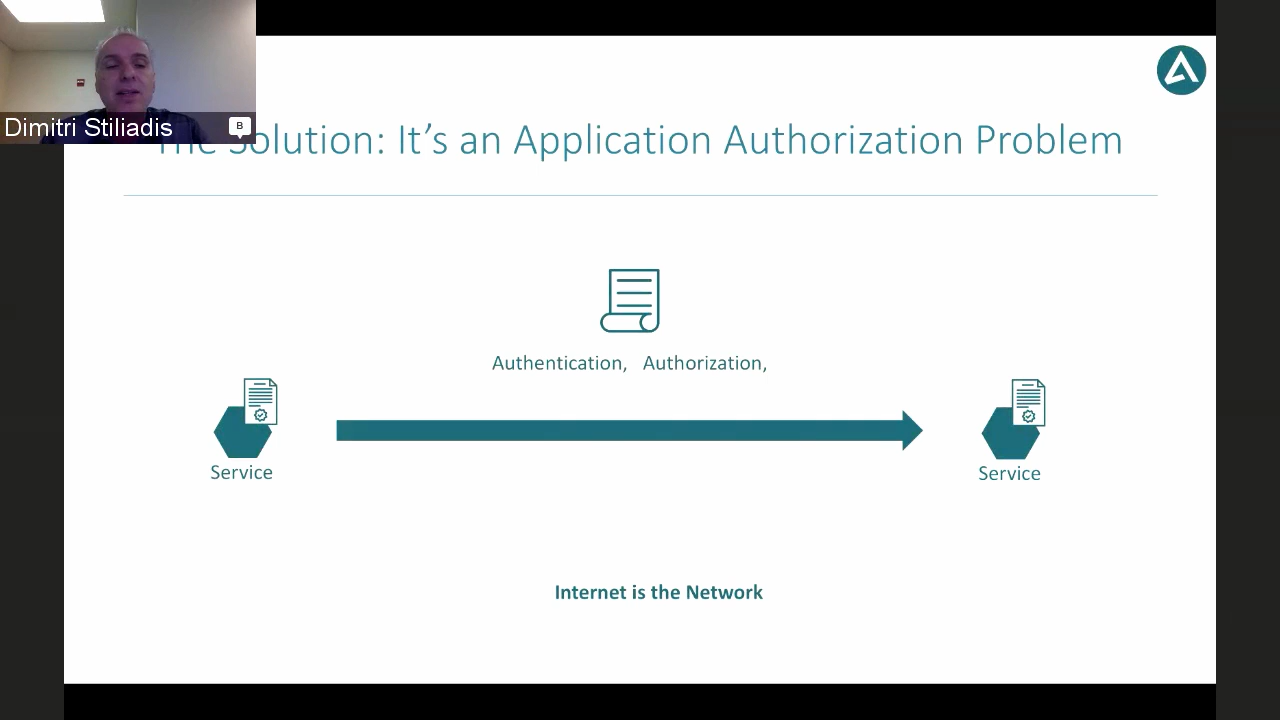 Dimitri Stiliadis
B
The Solution: It's an Application Authorization Problem
Authentication, Authorization,
Service
Service
Internet is the Network